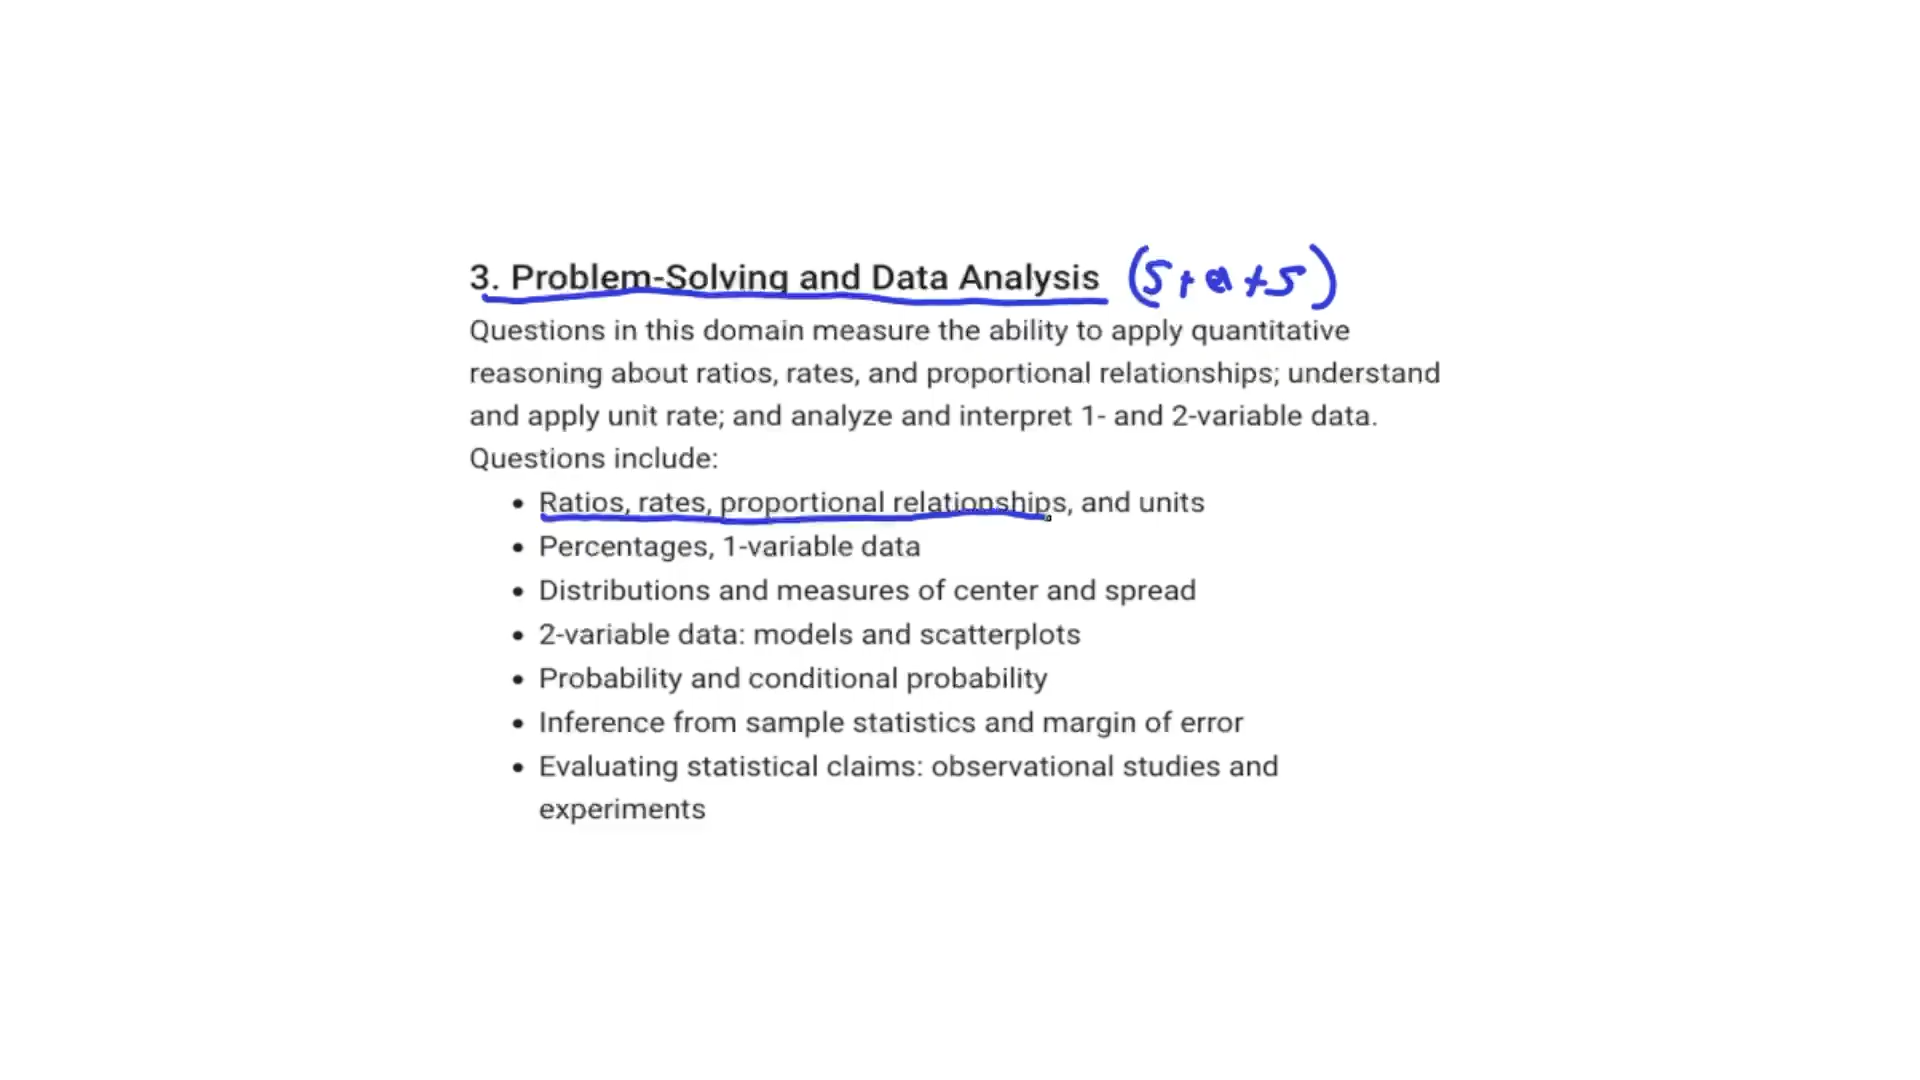 3. Problem-Solving and Data Analysis (Stats)
Questions in this domain measure the ability to apply quantitative
reasoning about ratios, rates, and proportional relationships; understand
and apply unit rate; and analyze and interpret 1- and 2-variable data.
Questions include:
• Ratios, rates, proportional relationships, and units
• Percentages, 1-variable data
• Distributions and measures of center and spread
• 2-variable data: models and scatterplots
• Probability and conditional probability
• Inference from sample statistics and margin of error
• Evaluating statistical claims: observational studies and
experiments